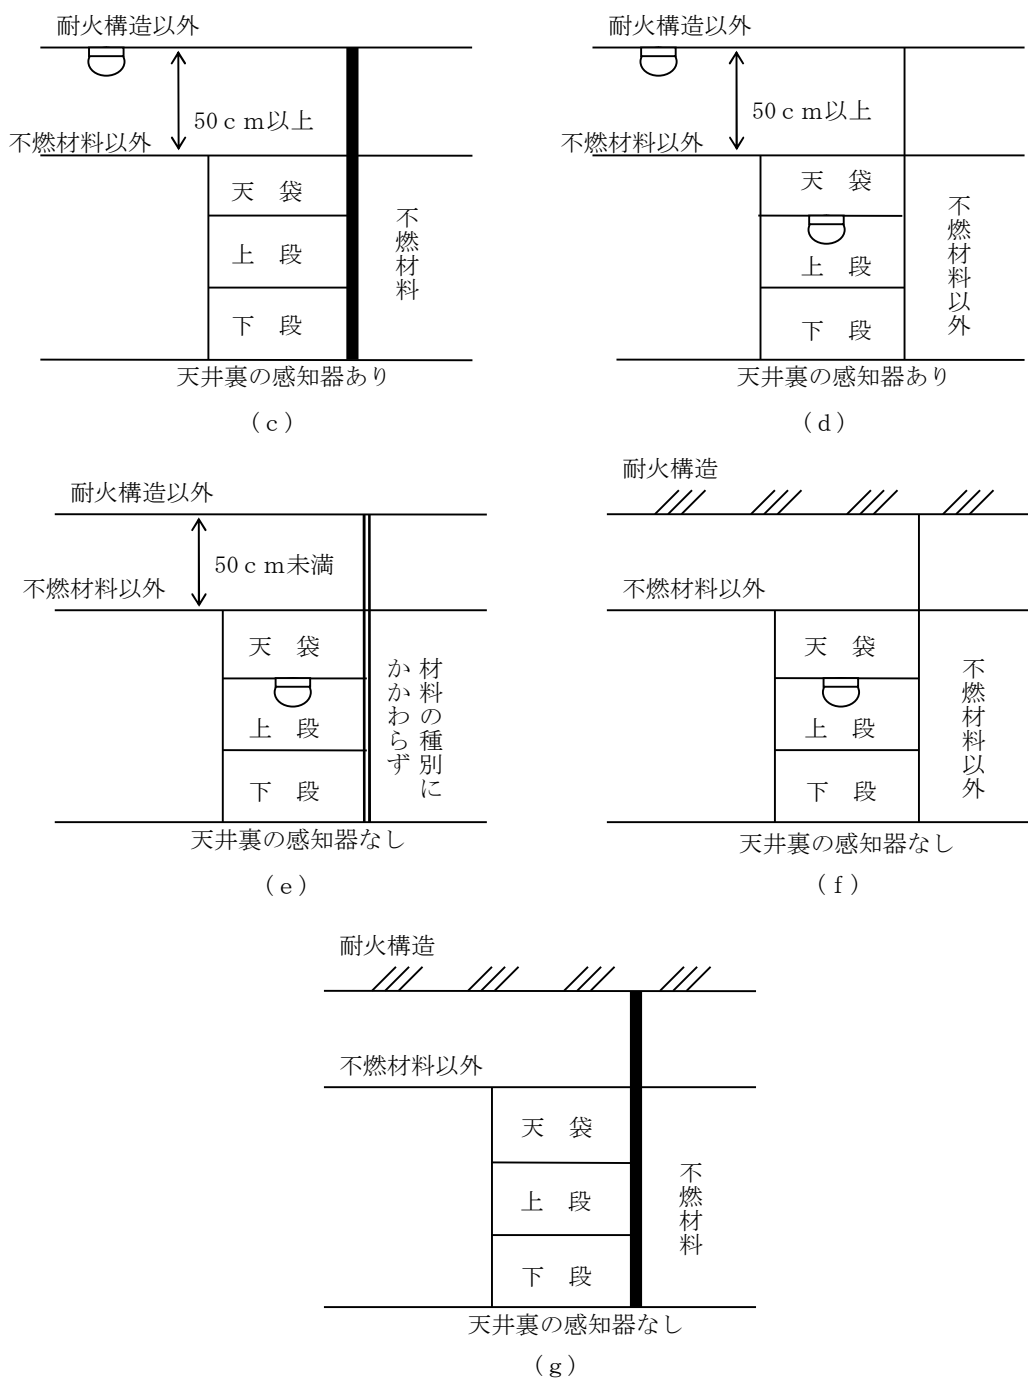 耐火構造以外
50ｃｍ以上
不燃材料以外
天　袋
上　段
下　段
不燃材料
天井裏の感知器あり
（ｃ）
耐火構造以外
50ｃｍ以上
不燃材料以外
天　袋
上　段
下　段
不燃材料以外
天井裏の感知器あり
（ｄ）
耐火構造以外
50ｃｍ未満
不燃材料以外
天　袋
上　段
下　段
材料の種別に
かかわらず
天井裏の感知器なし
（ｅ）
耐火構造
不燃材料以外
天　袋
上　段
下　段
不燃材料以外
天井裏の感知器なし
（ｆ）
耐火構造
不燃材料以外
天　袋
上　段
下　段
不燃材料
天井裏の感知器なし
（ｇ）